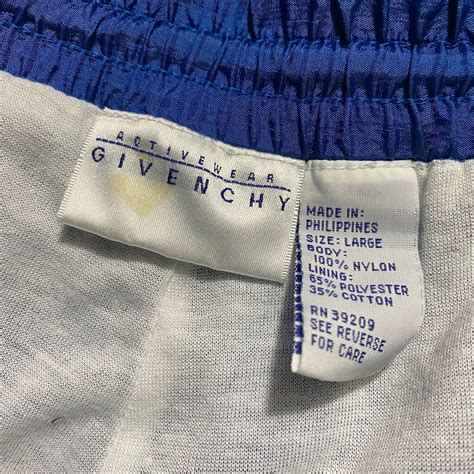 ACTIVEWEAR
GIVENCHY
MADE IN:
PHILIPPINES
SIZE: LARGE
BODY:
100% NYLON
LINING:
65% POLYESTER
35% COTTON
RN 39209
SEE REVERSE
FOR CARE